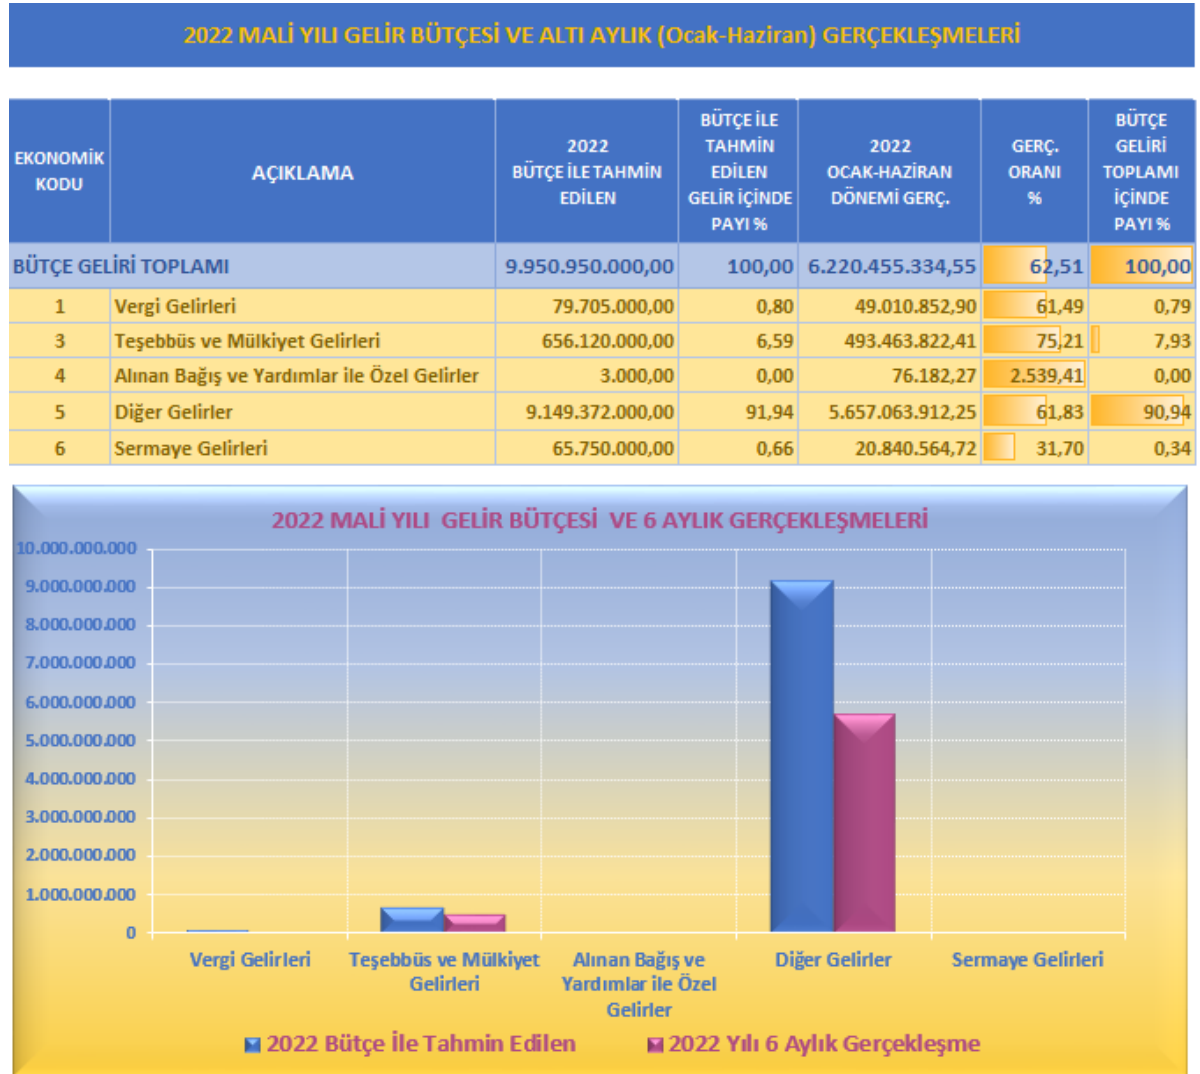 2022 MALİ YILI GELİR BÜTÇESİ VE ALTI AYLIK (Ocak-Haziran) GERÇEKLEŞMELERİ
EKONOMİK KODU
AÇIKLAMA
2022 BÜTÇE İLE TAHMİN EDİLEN
BÜTÇE İLE TAHMİN EDİLEN GELİR İÇİNDE PAYI %
2022 OCAK-HAZİRAN DÖNEMİ GERÇ.
GERÇ. ORANI %
BÜTÇE GELİRİ TOPLAMI İÇİNDE PAYI %
BÜTÇE GELİRİ TOPLAMI 9.950.950.000,00 100,00 6.220.455.334,55 62,51 100,00
1 Vergi Gelirleri 79.705.000,00 0,80 49.010.852,90 61,49 0,79
3 Teşebbüs ve Mülkiyet Gelirleri 656.120.000,00 6,59 493.463.822,41 75,21 7,93
4 Alınan Bağış ve Yardımlar ile Özel Gelirler 3.000,00 0,00 76.182,27 2.539,41 0,00
5 Diğer Gelirler 9.149.372.000,00 91,94 5.657.063.912,25 61,83 90,94
6 Sermaye Gelirleri 65.750.000,00 0,66 20.840.564,72 31,70 0,34
2022 MALİ YILI GELİR BÜTÇESİ VE 6 AYLIK GERÇEKLEŞMELERİ
10.000.000.000
9.000.000.000
8.000.000.000
7.000.000.000
6.000.000.000
5.000.000.000
4.000.000.000
3.000.000.000
2.000.000.000
1.000.000.000
0
Vergi Gelirleri
Teşebbüs ve Mülkiyet
Gelirleri
Alınan Bağış ve
Yardımlar ile Özel
Gelirler
Diğer Gelirler
Sermaye Gelirleri
2022 Bütçe İle Tahmin Edilen
2022 Yılı 6 Aylık Gerçekleşme